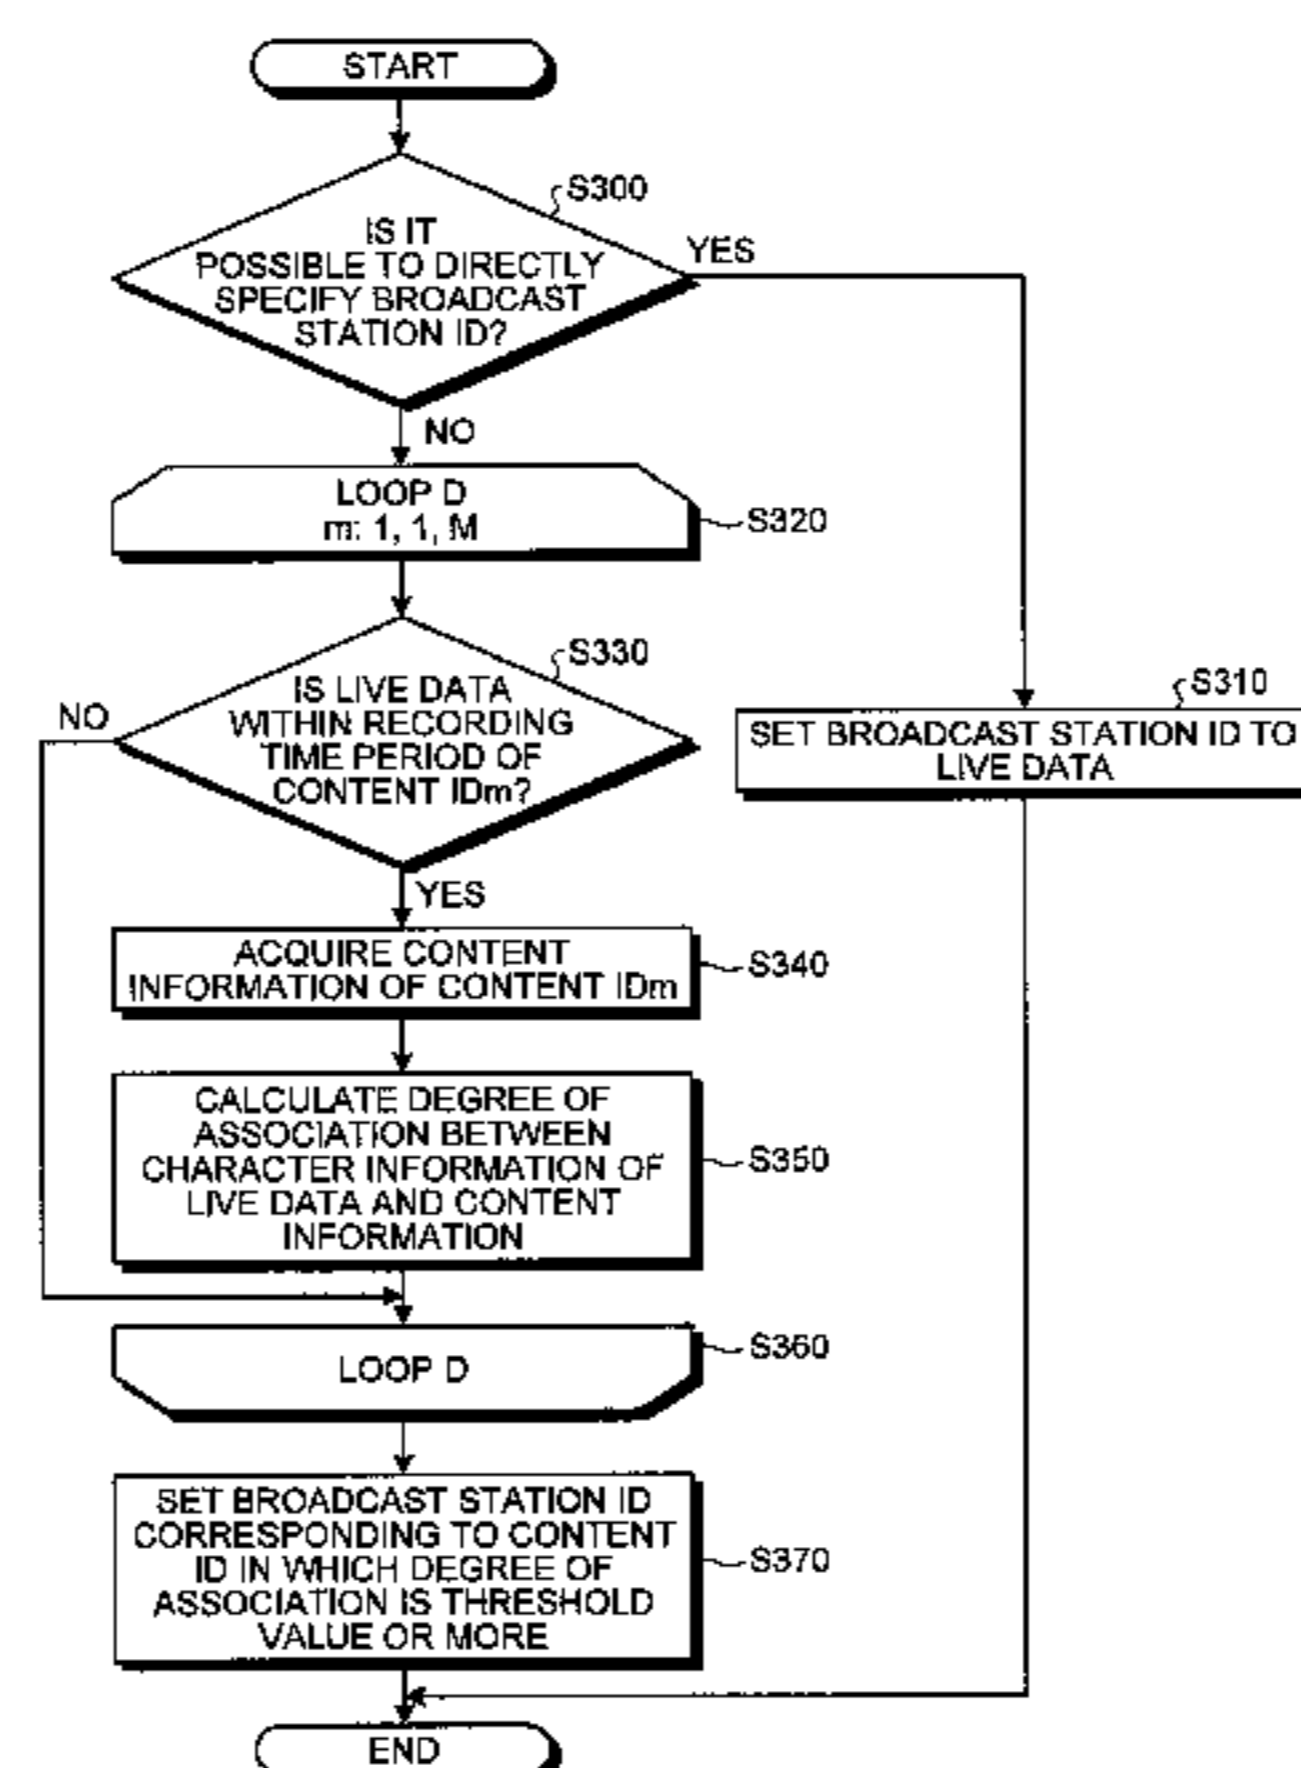 START
S300
IS IT
POSSIBLE TO DIRECTLY
SPECIFY BROADCAST
STATION ID?
YES
NO
LOOP D
m: 1, 1, M
S320
S330
IS LIVE DATA
WITHIN RECORDING
TIME PERIOD OF
CONTENT IDm?
NO
YES
S310
SET BROADCAST STATION ID TO
LIVE DATA
ACQUIRE CONTENT
INFORMATION OF CONTENT IDm
S340
CALCULATE DEGREE OF
ASSOCIATION BETWEEN
CHARACTER INFORMATION OF
LIVE DATA AND CONTENT
INFORMATION
S350
LOOP D
S360
SET BROADCAST STATION ID
CORRESPONDING TO CONTENT
ID IN WHICH DEGREE OF
ASSOCIATION IS THRESHOLD
VALUE OR MORE
S370
END